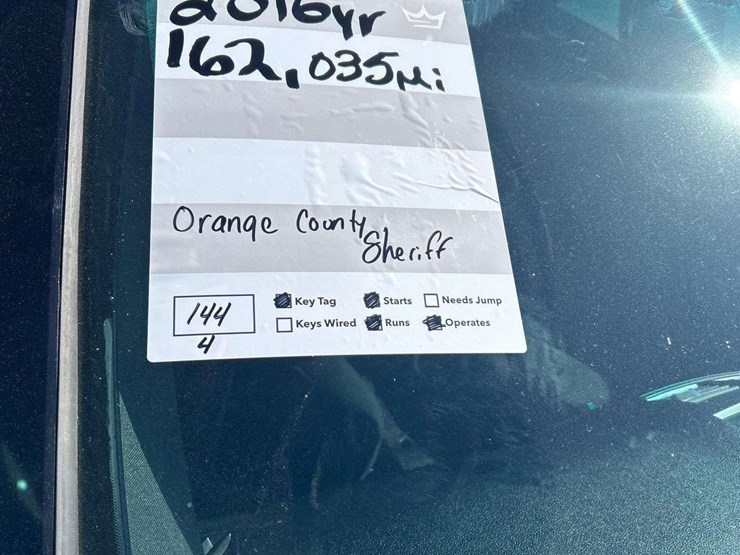 2016yr
162,035Mi
Orange County
Sheriff
Key Tag Starts Needs Jump
144 Keys Wired Runs Operates
4